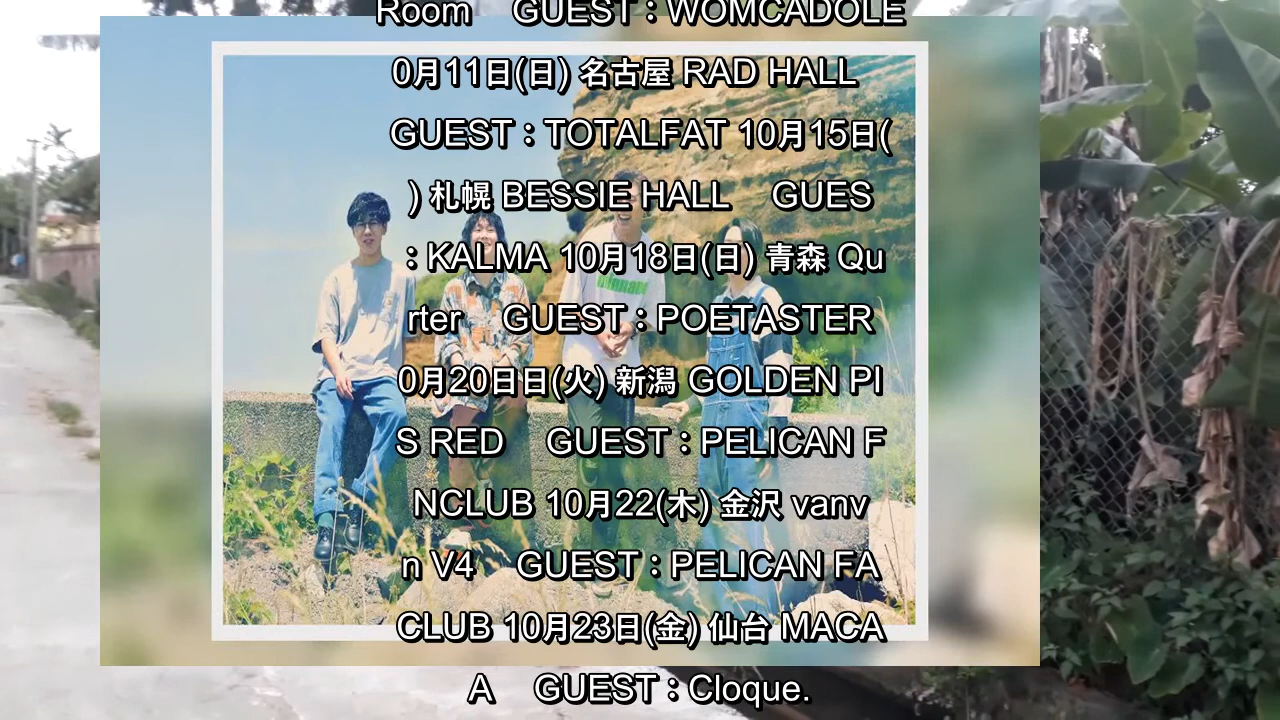 Room　GUEST：WOMCADOLE
0月11日(日) 名古屋 RAD HALL
GUEST：TOTALFAT 10月15日(
) 札幌 BESSIE HALL　GUES
：KALMA 10月18日(日) 青森 Qu
rter　GUEST：POETASTER
0月20日日(火) 新潟 GOLDEN PI
S RED　GUEST：PELICAN F
NCLUB 10月22(木) 金沢 vanv
n V4　GUEST：PELICAN FA
CLUB 10月23日(金) 仙台 MACA
A　GUEST：Cloque.